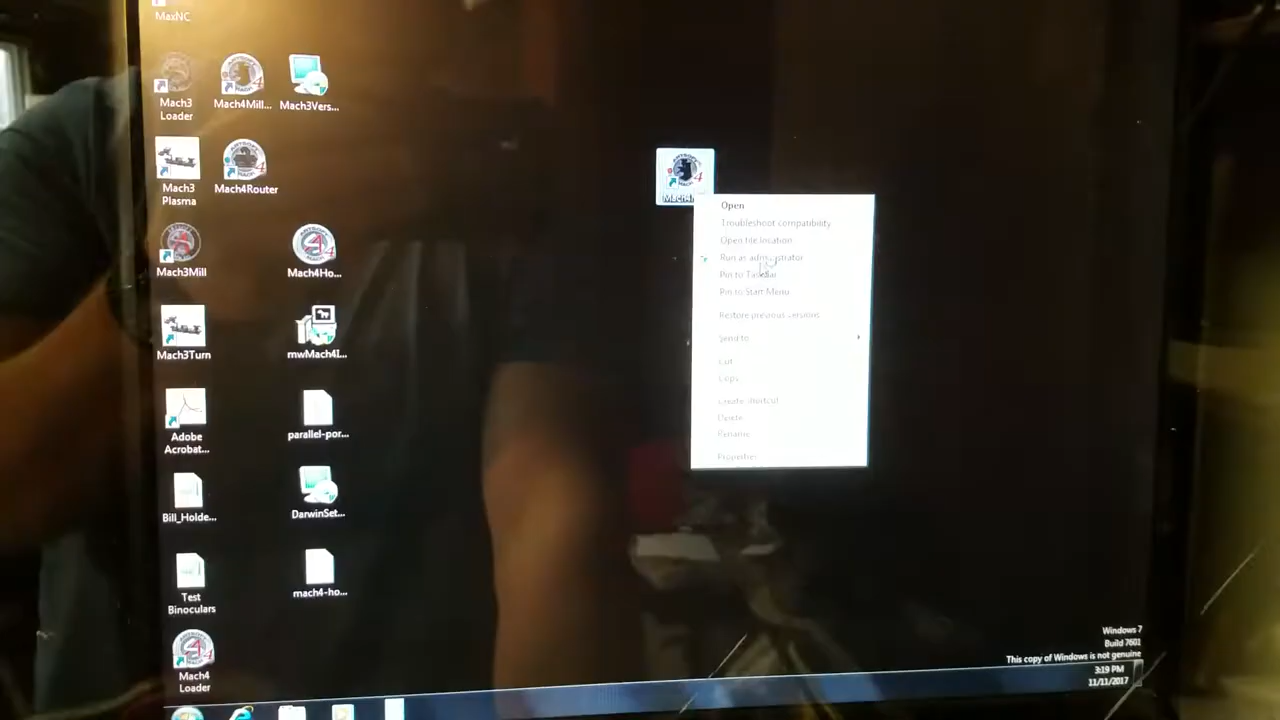 MaxNC
Mach3
Loader
Mach4Mill...
Mach3Vers...
Mach3
Plasma
Mach4Router
Mach3Mill
Mach4Ho...
Mach3Turn
mwMach4I...
Adobe
Acrobat...
parallel-por...
Bill_Holde...
DarwinSet...
Test
Binoculars
mach4-ho...
Mach4
Loader
Open
Troubleshoot compatibility
Open file location
Run as administrator
Pin to Taskbar
Pin to Start Menu
Restore previous versions
Send to
Cut
Copy
Create shortcut
Delete
Rename
Properties
Windows 7
Build 7601
This copy of Windows is not genuine
3:19 PM
11/11/2017